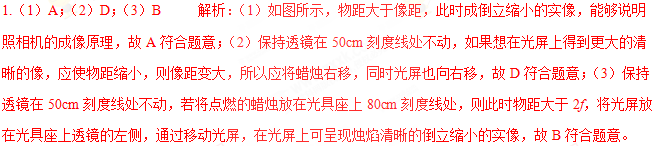 1.（1）A；（2）D；（3）B 解析：（1）如图所示，物距大于像距，此时成倒立缩小的实像，能够说明
照相机的成像原理，故 A 符合题意；（2）保持透镜在 50cm 刻度线处不动，如果想在光屏上得到更大的清
晰的像，应使物距缩小，则像距变大，所以应将蜡烛右移，同时光屏也向右移，故 D 符合题意；（3）保持
透镜在 50cm 刻度线处不动，若将点燃的蜡烛放在光具座上 80cm 刻度线处，则此时物距大于 2f，将光屏放
在光具座上透镜的左侧，通过移动光屏，在光屏上可呈现烛焰清晰的倒立缩小的实像，故 B 符合题意。